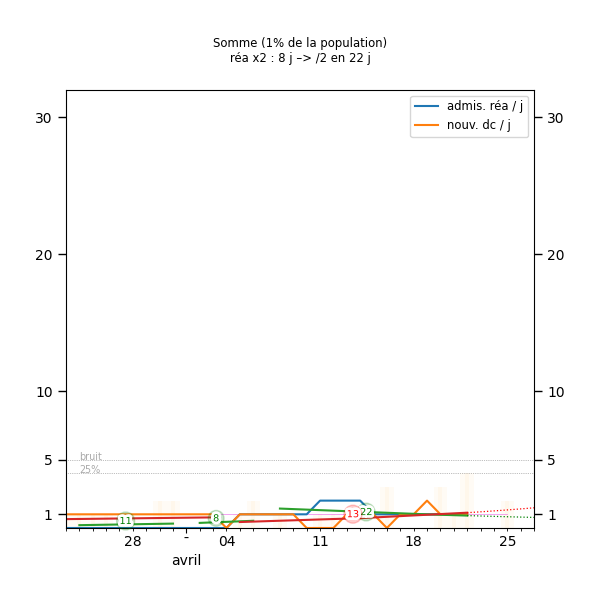 Somme (1% de la population)
réa x2 : 8 j –> /2 en 22 j
admis. réa / j
nouv. dc / j
30 30
20 20
10 10
5 5
bruit
25%
1 1
11 8 13 22
28 - 04 11 18 25
avril